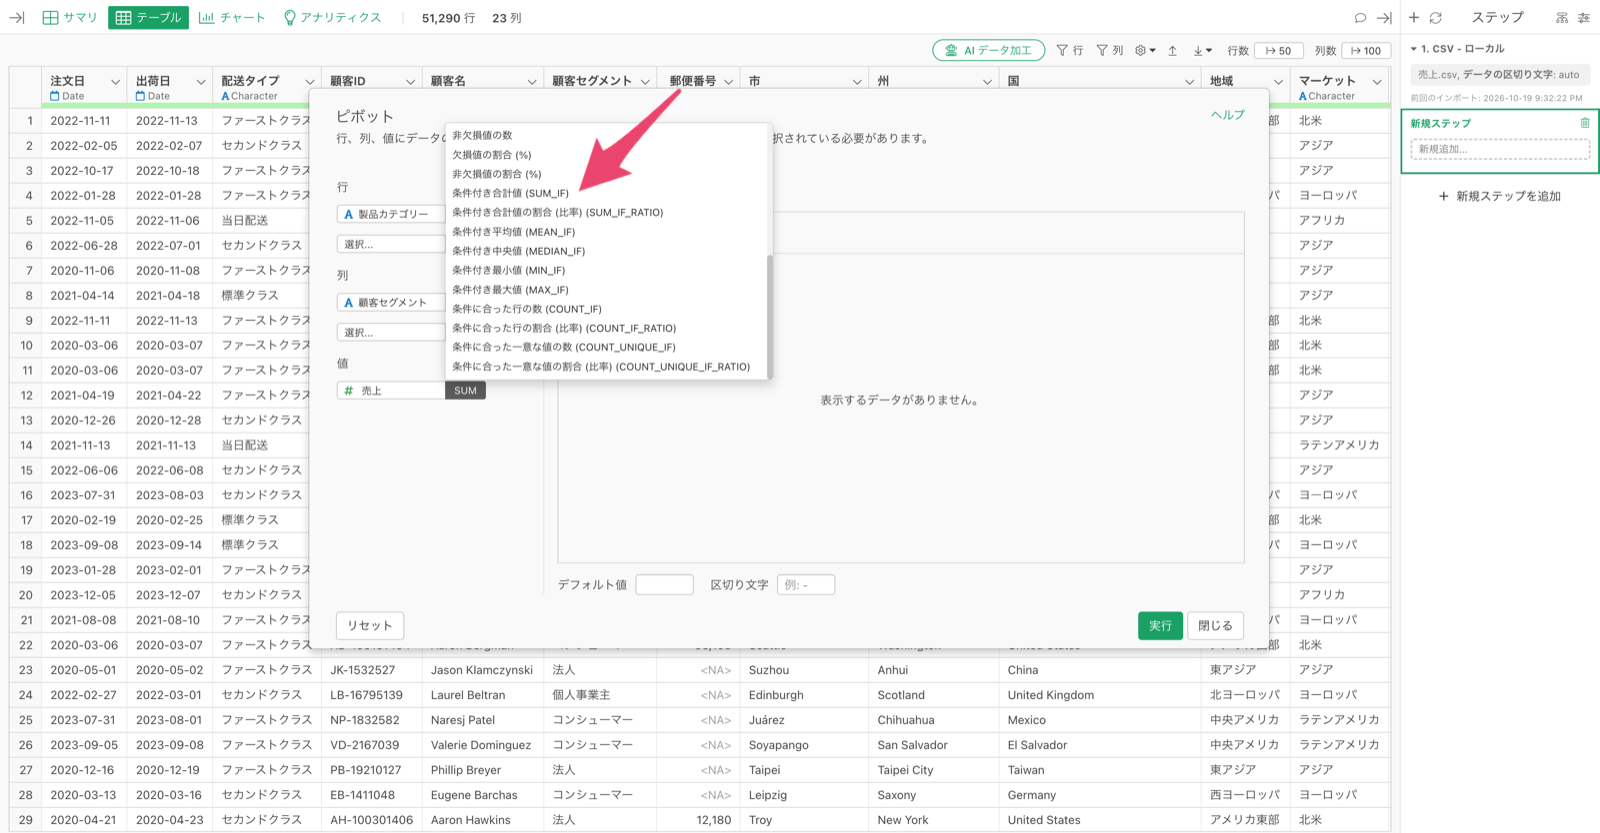 サマリ テーブル チャート アナリティクス 51,290 行 23 列 ステップ
AI データ加工 行 列 行数 50 列数 100
1. CSV - ローカル
売上.csv, データの区切り文字: auto
前回のインポート: 2026-10-19 9:32:22 PM
新規ステップ
新規追加...
新規ステップを追加
注文日 出荷日 配送タイプ 顧客ID 顧客名 顧客セグメント 郵便番号 市 州 国 地域 マーケット
Date Date Character Character
ピボット
ヘルプ
行、列、値にデータの
択されている必要があります。
行
A 製品カテゴリー
選択...
列
A 顧客セグメント
選択...
値
# 売上 SUM
非欠損値の数
欠損値の割合 (%)
非欠損値の割合 (%)
条件付き合計値 (SUM_IF)
条件付き合計値の割合 (比率) (SUM_IF_RATIO)
条件付き平均値 (MEAN_IF)
条件付き中央値 (MEDIAN_IF)
条件付き最小値 (MIN_IF)
条件付き最大値 (MAX_IF)
条件に合った行の数 (COUNT_IF)
条件に合った行の割合 (比率) (COUNT_IF_RATIO)
条件に合った一意な値の数 (COUNT_UNIQUE_IF)
条件に合った一意な値の割合 (比率) (COUNT_UNIQUE_IF_RATIO)
表示するデータがありません。
デフォルト値 区切り文字 例: -
リセット 実行 閉じる
1 2022-11-11 2022-11-13 ファーストクラス 部 北米
2 2022-02-05 2022-02-07 セカンドクラス アジア
3 2022-10-17 2022-10-18 ファーストクラス アジア
4 2022-01-28 2022-01-28 ファーストクラス パ ヨーロッパ
5 2022-11-05 2022-11-06 当日配送 アフリカ
6 2022-06-28 2022-07-01 セカンドクラス アジア
7 2020-11-06 2020-11-08 ファーストクラス アジア
8 2021-04-14 2021-04-18 標準クラス アジア
9 2022-11-11 2022-11-13 ファーストクラス 部 北米
10 2020-03-06 2020-03-07 ファーストクラス 部 北米
11 2020-03-06 2020-03-07 ファーストクラス 部 北米
12 2021-04-19 2021-04-22 ファーストクラス アジア
13 2020-12-26 2020-12-28 セカンドクラス アジア
14 2021-11-13 2021-11-13 当日配送 ラテンアメリカ
15 2022-06-06 2022-06-08 セカンドクラス アジア
16 2023-07-31 2023-08-03 セカンドクラス パ ヨーロッパ
17 2020-02-19 2020-02-25 標準クラス 部 北米
18 2023-09-08 2023-09-14 標準クラス パ ヨーロッパ
19 2023-01-28 2023-02-01 ファーストクラス アジア
20 2023-12-05 2023-12-07 セカンドクラス アフリカ
21 2021-08-08 2021-08-10 ファーストクラス パ ヨーロッパ
22 2020-03-06 2020-03-07 ファーストクラス 北米
23 2020-05-01 2020-05-02 ファーストクラス JK-1532527 Jason Klamczynski 法人 <NA> Suzhou Anhui China 東アジア アジア
24 2022-02-27 2022-03-01 セカンドクラス LB-16795139 Laurel Beltran 個人事業主 <NA> Edinburgh Scotland United Kingdom 北ヨーロッパ ヨーロッパ
25 2023-07-31 2023-08-01 ファーストクラス NP-1832582 Naresj Patel コンシューマー <NA> Juárez Chihuahua Mexico 中央アメリカ ラテンアメリカ
26 2023-09-05 2023-09-08 ファーストクラス VD-2167039 Valerie Dominguez コンシューマー <NA> Soyapango San Salvador El Salvador 中央アメリカ ラテンアメリカ
27 2020-12-16 2020-12-19 ファーストクラス PB-19210127 Phillip Breyer 法人 <NA> Taipei Taipei City Taiwan 東アジア アジア
28 2020-03-13 2020-03-16 セカンドクラス EB-1411048 Eugene Barchas コンシューマー <NA> Leipzig Saxony Germany 西ヨーロッパ ヨーロッパ
29 2020-04-21 2020-04-23 セカンドクラス AH-100301406 Aaron Hawkins 法人 12,180 Troy New York United States アメリカ東部 北米